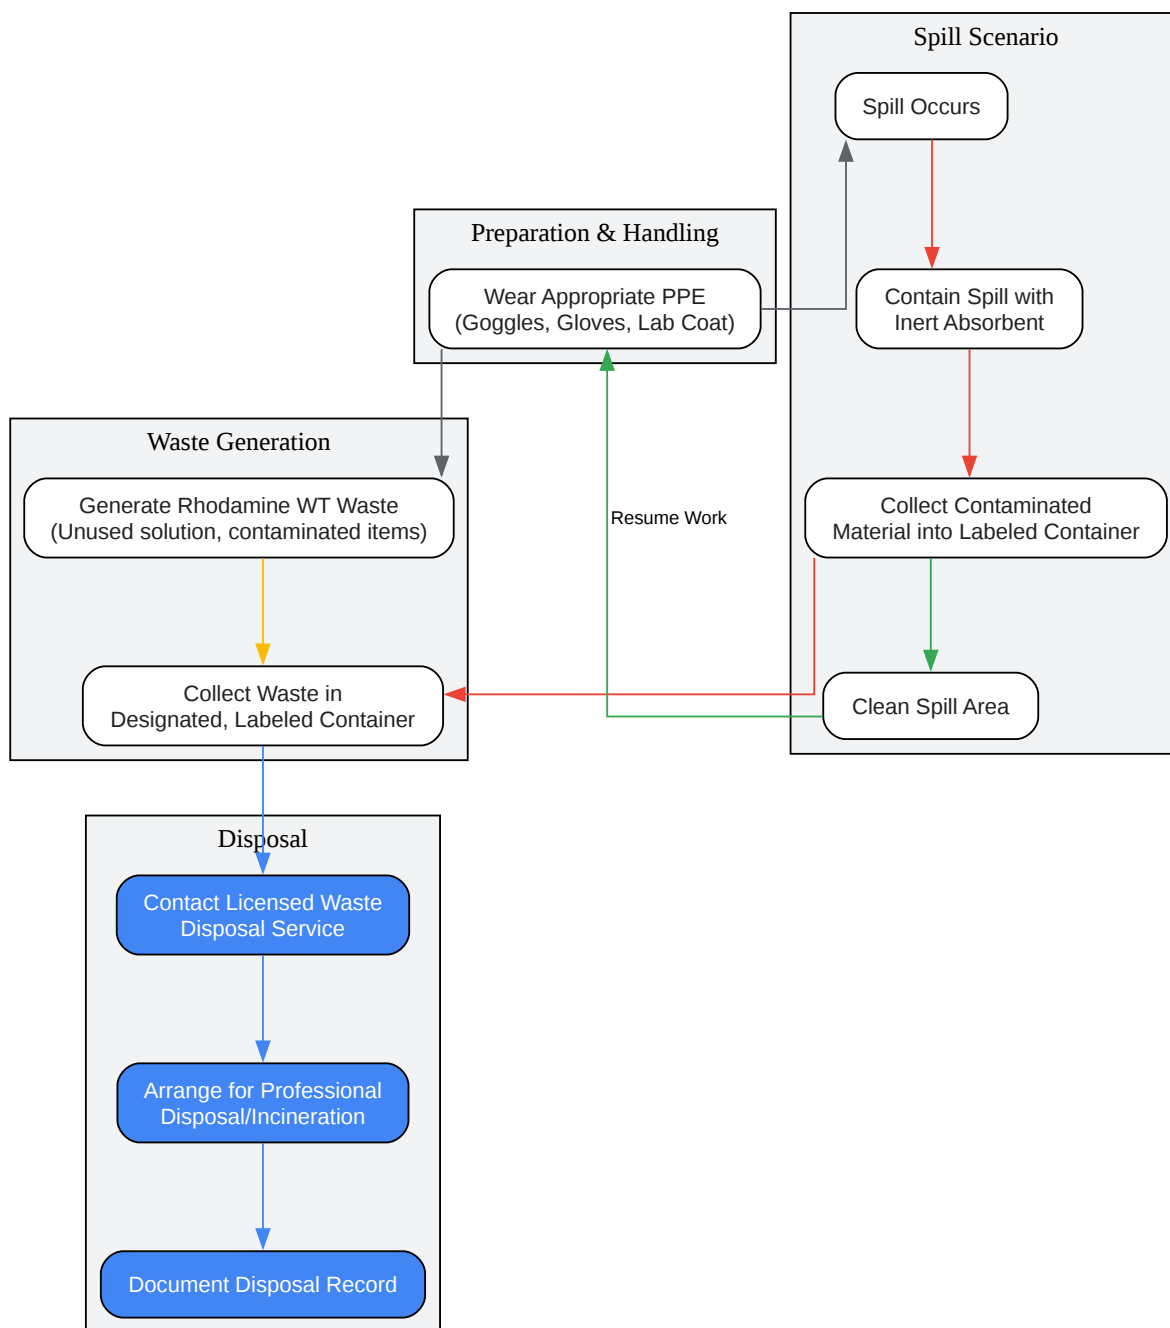 Spill Scenario
Spill Occurs
Preparation & Handling
Wear Appropriate PPE
(Goggles, Gloves, Lab Coat)
Contain Spill with
Inert Absorbent
Waste Generation
Generate Rhodamine WT Waste
(Unused solution, contaminated items)
Resume Work
Collect Contaminated
Material into Labeled Container
Collect Waste in
Designated, Labeled Container
Clean Spill Area
Disposal
Contact Licensed Waste
Disposal Service
Arrange for Professional
Disposal/Incineration
Document Disposal Record